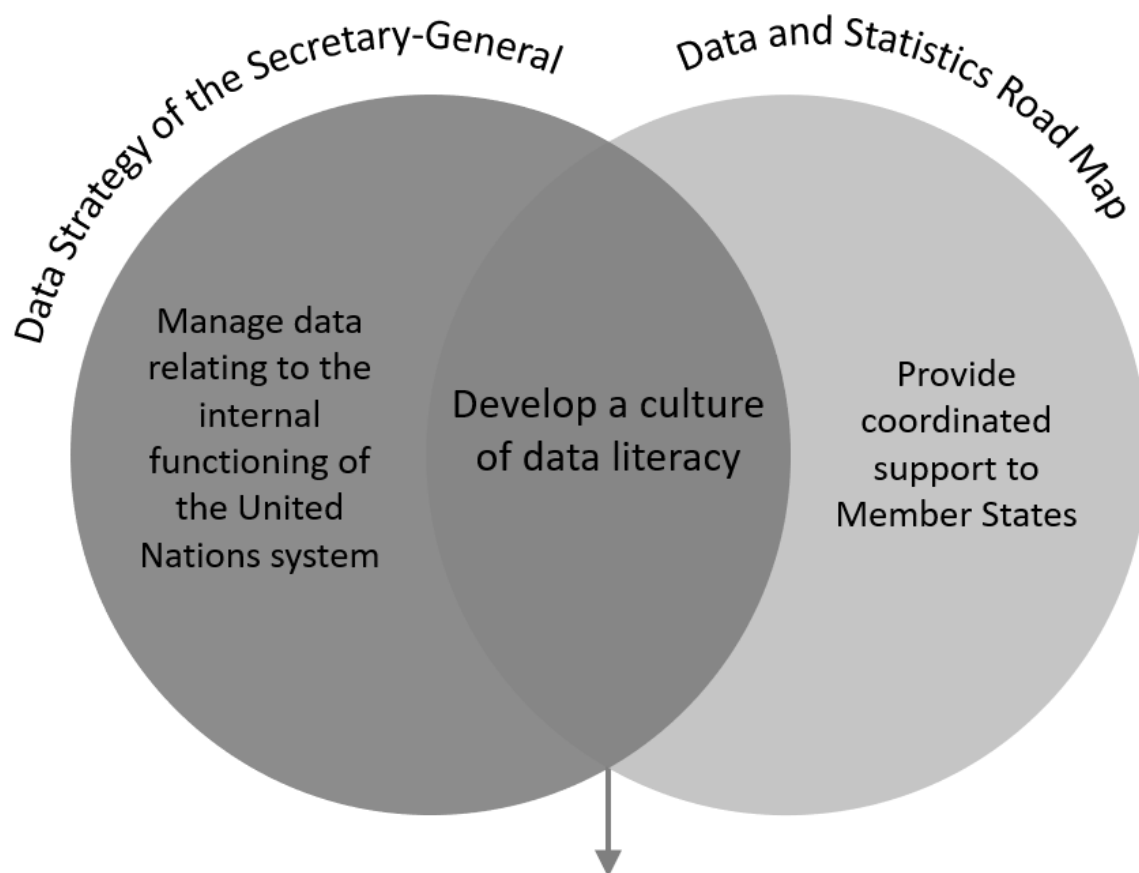 Data Strategy of the Secretary-General
Data and Statistics Road Map
Manage data
relating to the
internal
functioning of
the United
Nations system
Develop a culture
of data literacy
Provide
coordinated
support to
Member States